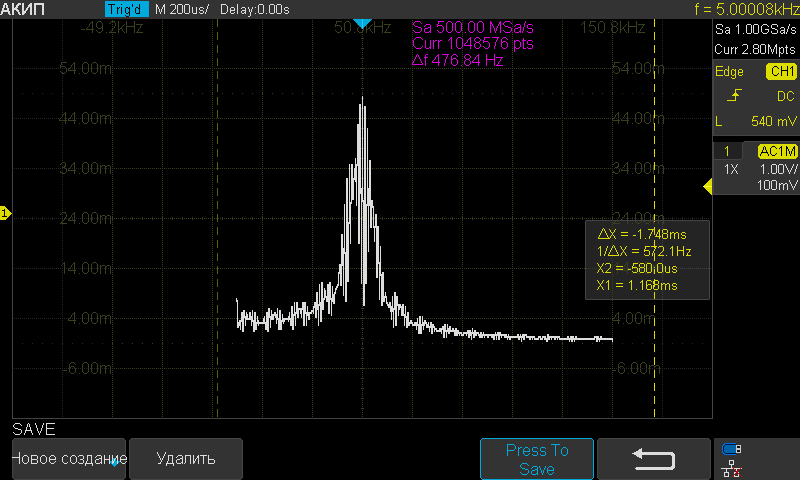 АКИП Trig'd M 200us/ Delay:0.00s f = 5.00008kHz
-49.2kHz 150.8kHz
Sa 500.00 MSa/s
Curr 1048576 pts
Δf 476.84 Hz
Sa 1.00GSa/s
Curr 2.80Mpts
Edge CH1
DC
L 540 mV
1 AC1M
1X 1.00V/
100mV
54.00m 54.00m
44.00m 44.00m
34.00m 34.00m
24.00m 24.00m
14.00m 14.00m
4.00m 4.00m
-6.00m -6.00m
1
ΔX = -1.748ms
1/ΔX = 572.1Hz
X2 = -580.0us
X1 = 1.168ms
SAVE
Новое создание
Удалить
Press To
Save